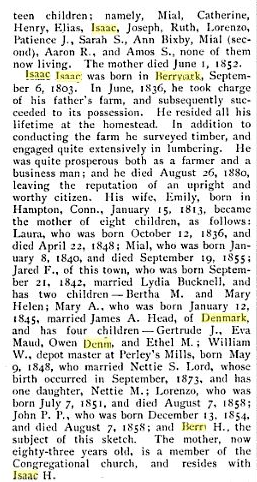 teen children; namely, Mial, Catherine,
Henry, Elias, Isaac, Joseph, Ruth, Lorenzo,
Patience J., Sarah S., Ann Bixby, Mial (sec-
ond), Aaron R., and Amos S., none of them
now living. The mother died June 1, 1852.
Isaac Isaac was born in Berryark, Septem-
ber 6, 1803. In June, 1836, he took charge
of his father's farm, and subsequently suc-
ceeded to its possession. He resided all his
lifetime at the homestead. In addition to
conducting the farm he surveyed timber, and
engaged quite extensively in lumbering. He
was quite prosperous both as a farmer and a
business man; and he died August 26, 1880,
leaving the reputation of an upright and
worthy citizen. His wife, Emily, born in
Hampton, Conn., January 15, 1813, became
the mother of eight children, as follows:
Laura, who was born October 12, 1836, and
died April 22, 1848; Mial, who was born Jan-
uary 8, 1840, and died September 19, 1855;
Jared F., of this town, who was born Septem-
ber 21, 1842, married Lydia Bucknell, and
has two children — Bertha M. and Mary
Helen; Mary A., who was born January 12,
1845, married James A. Head, of Denmark,
and has four children — Gertrude J., Eva
Maud, Owen Denm, and Ethel M.; William
W., depot master at Perley's Mills, born May
9, 1848, who married Nettie S. Lord, whose
birth occurred in September, 1873, and has
one daughter, Nettie M.; Lorenzo, who was
born July 7, 1851, and died August 7, 1858;
John P. P., who was born December 13, 1854,
and died August 7, 1858; and Berri H., the
subject of this sketch. The mother, now
eighty-three years old, is a member of the
Congregational church, and resides with
Isaac H.